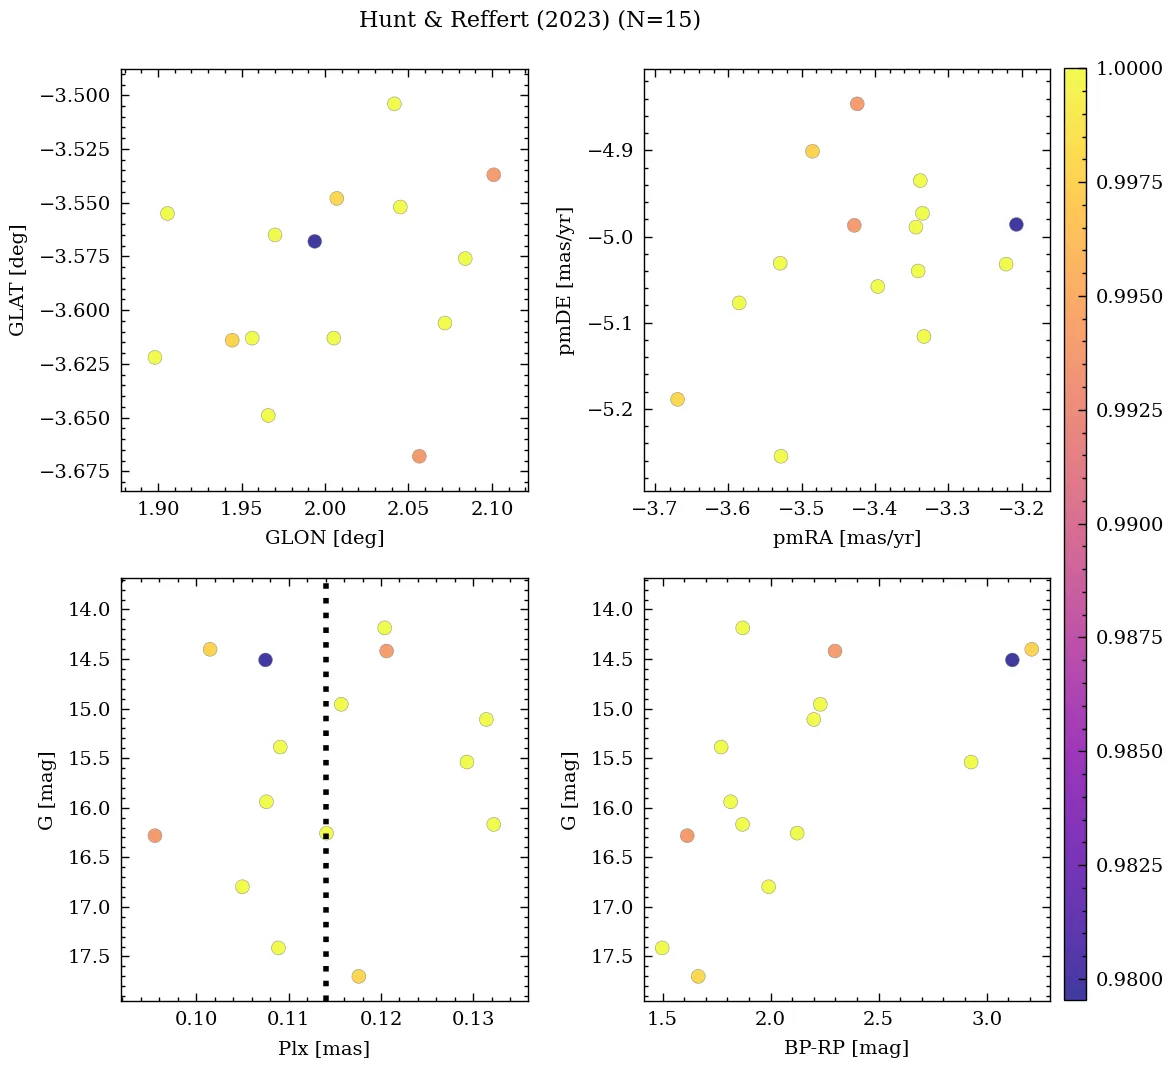 Hunt & Reffert (2023) (N=15)
−3.500
−3.525
−3.550
−3.575
−3.600
−3.625
−3.650
−3.675
GLAT [deg]
1.90 1.95 2.00 2.05 2.10
GLON [deg]
−4.9
−5.0
−5.1
−5.2
pmDE [mas/yr]
−3.7 −3.6 −3.5 −3.4 −3.3 −3.2
pmRA [mas/yr]
14.0
14.5
15.0
15.5
16.0
16.5
17.0
17.5
G [mag]
0.10 0.11 0.12 0.13
Plx [mas]
14.0
14.5
15.0
15.5
16.0
16.5
17.0
17.5
G [mag]
1.5 2.0 2.5 3.0
BP-RP [mag]
1.0000
0.9975
0.9950
0.9925
0.9900
0.9875
0.9850
0.9825
0.9800